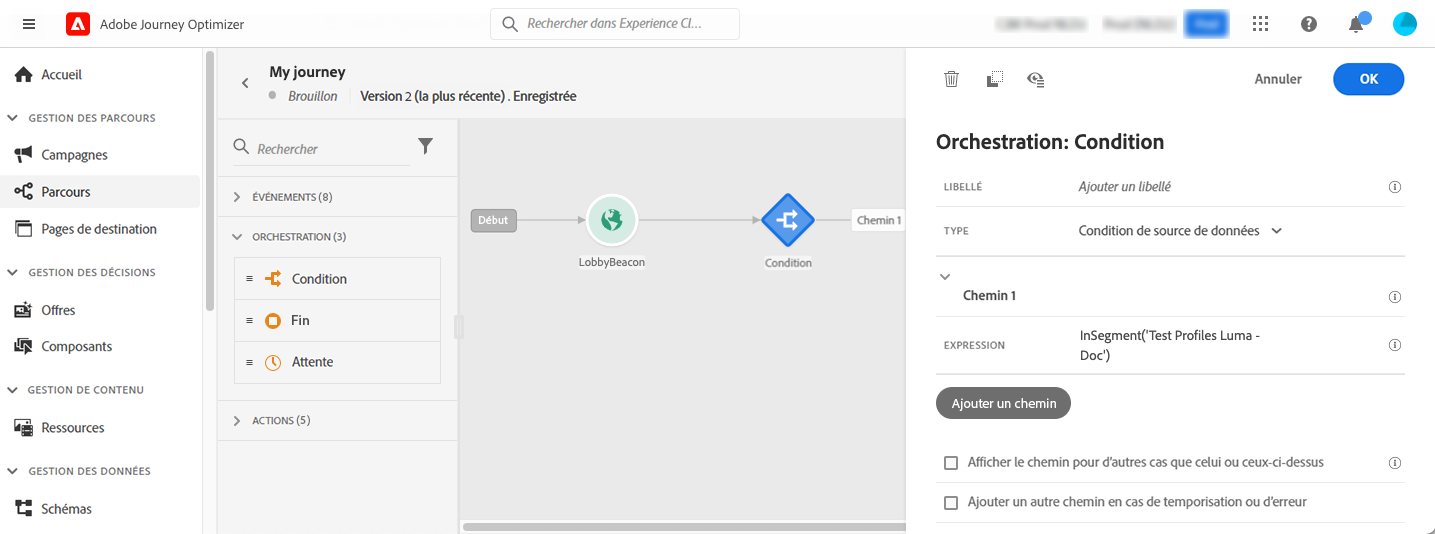 Adobe Journey Optimizer
Rechercher dans Experience Cl...
Accueil
GESTION DES PARCOURS
Campagnes
Parcours
Pages de destination
GESTION DES DÉCISIONS
Offres
Composants
GESTION DE CONTENU
Ressources
GESTION DES DONNÉES
Schémas
My journey
Brouillon
Version 2 (la plus récente) . Enregistrée
Rechercher
ÉVÉNEMENTS (8)
ORCHESTRATION (3)
Condition
Fin
Attente
ACTIONS (5)
Début
LobbyBeacon
Condition
Chemin 1
Annuler
OK
Orchestration: Condition
LIBELLÉ
Ajouter un libellé
TYPE
Condition de source de données
Chemin 1
EXPRESSION
InSegment('Test Profiles Luma -
Doc')
Ajouter un chemin
Afficher le chemin pour d'autres cas que celui ou ceux-ci-dessus
Ajouter un autre chemin en cas de temporisation ou d'erreur